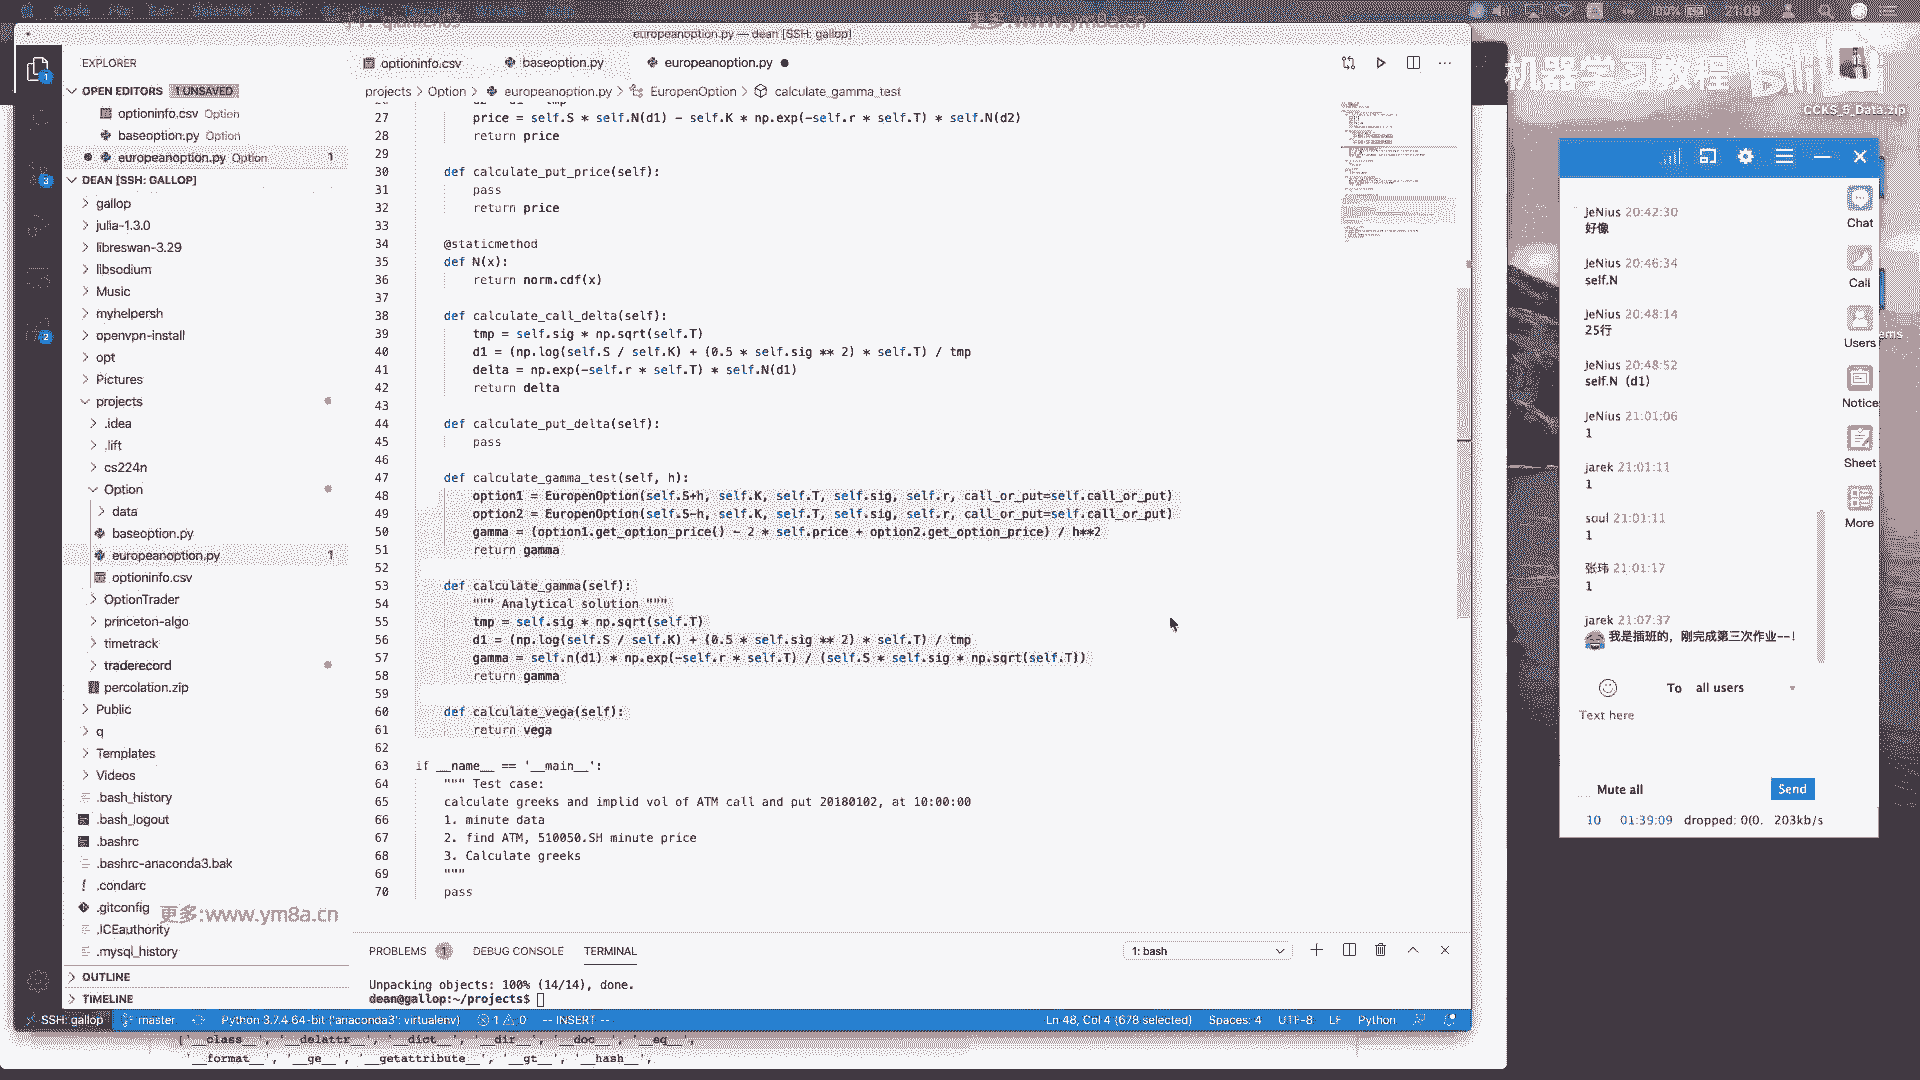 更多:www.ym8a.cn
100%
21:09
europeanoption.py — dean [SSH: gallop]
机器学习教程
CCKS_5_Data.zip
EXPLORER
OPEN EDITORS 1 UNSAVED
optioninfo.csv Option
baseoption.py Option
europeanoption.py Option 1
DEAN [SSH: GALLOP]
gallop
julia-1.3.0
libreswan-3.29
libsodium
Music
myhelpersh
openvpn-install
opt
Pictures
projects
.idea
.lift
cs224n
Option
data
baseoption.py
europeanoption.py 1
optioninfo.csv
OptionTrader
princeton-algo
timetrack
traderecord
percolation.zip
Public
q
Templates
Videos
.bash_history
.bash_logout
.bashrc
.bashrc-anaconda3.bak
.condarc
.gitconfig
更多:www.ym8a.cn
.ICEauthority
.mysql_history
OUTLINE
TIMELINE
optioninfo.csv
baseoption.py
europeanoption.py
projects > Option > europeanoption.py > EuropenOption > calculate_gamma_test
27 price = self.S * self.N(d1) - self.K * np.exp(-self.r * self.T) * self.N(d2)
28 return price
29
30 def calculate_put_price(self):
31 pass
32 return price
33
34 @staticmethod
35 def N(x):
36 return norm.cdf(x)
37
38 def calculate_call_delta(self):
39 tmp = self.sig * np.sqrt(self.T)
40 d1 = (np.log(self.S / self.K) + (0.5 * self.sig ** 2) * self.T) / tmp
41 delta = np.exp(-self.r * self.T) * self.N(d1)
42 return delta
43
44 def calculate_put_delta(self):
45 pass
46
47 def calculate_gamma_test(self, h):
48 option1 = EuropenOption(self.S+h, self.K, self.T, self.sig, self.r, call_or_put=self.call_or_put)
49 option2 = EuropenOption(self.S-h, self.K, self.T, self.sig, self.r, call_or_put=self.call_or_put)
50 gamma = (option1.get_option_price() - 2 * self.price + option2.get_option_price) / h**2
51 return gamma
52
53 def calculate_gamma(self):
54 """ Analytical solution """
55 tmp = self.sig * np.sqrt(self.T)
56 d1 = (np.log(self.S / self.K) + (0.5 * self.sig ** 2) * self.T) / tmp
57 gamma = self.n(d1) * np.exp(-self.r * self.T) / (self.S * self.sig * np.sqrt(self.T))
58 return gamma
59
60 def calculate_vega(self):
61 return vega
62
63 if __name__ == '__main__':
64 """ Test case:
65 calculate greeks and implid vol of ATM call and put 20180102, at 10:00:00
66 1. minute data
67 2. find ATM, 510050.SH minute price
68 3. Calculate greeks
69 """
70 pass
PROBLEMS 1 DEBUG CONSOLE TERMINAL
1: bash
Unpacking objects: 100% (14/14), done.
dean@gallop:~/projects$
SSH: gallop master Python 3.7.4 64-bit ('anaconda3': virtualenv) 1 0 -- INSERT --
Ln 48, Col 4 (678 selected) Spaces: 4 UTF-8 LF Python
['__class__', '__delattr__', '__dict__', '__dir__', '__doc__', '__eq__',
'__format__', '__ge__', '__getattribute__', '__gt__', '__hash__',
JeNius 20:42:30
好像
JeNius 20:46:34
self.N
JeNius 20:48:14
25行
JeNius 20:48:52
self.N (d1)
JeNius 21:01:06
1
jarek 21:01:11
1
soul 21:01:11
1
张玮 21:01:17
1
jarek 21:07:37
我是插班的，刚完成第三次作业--！
To all users
Text here
Mute all
Send
10 01:39:09 dropped: 0(0. 203kb/s
Chat
Call
Users
Notice
Sheet
More
ems